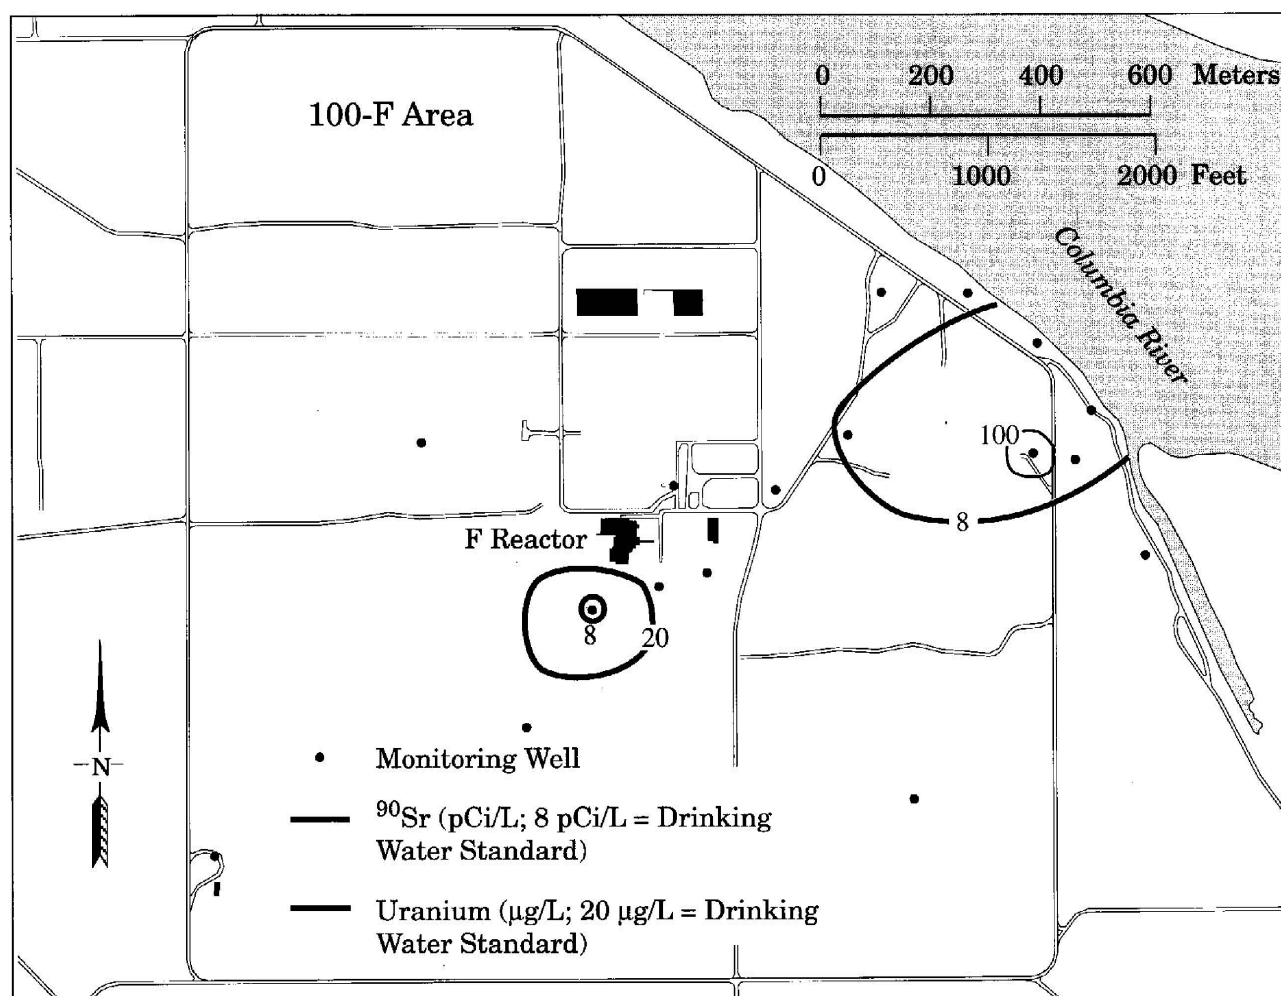 0 200 400 600 Meters
100-F Area
0 1000 2000 Feet
Columbia River
100
8
F Reactor
8 20
N
Monitoring Well
⁹⁰Sr (pCi/L; 8 pCi/L = Drinking
Water Standard)
Uranium (µg/L; 20 µg/L = Drinking
Water Standard)